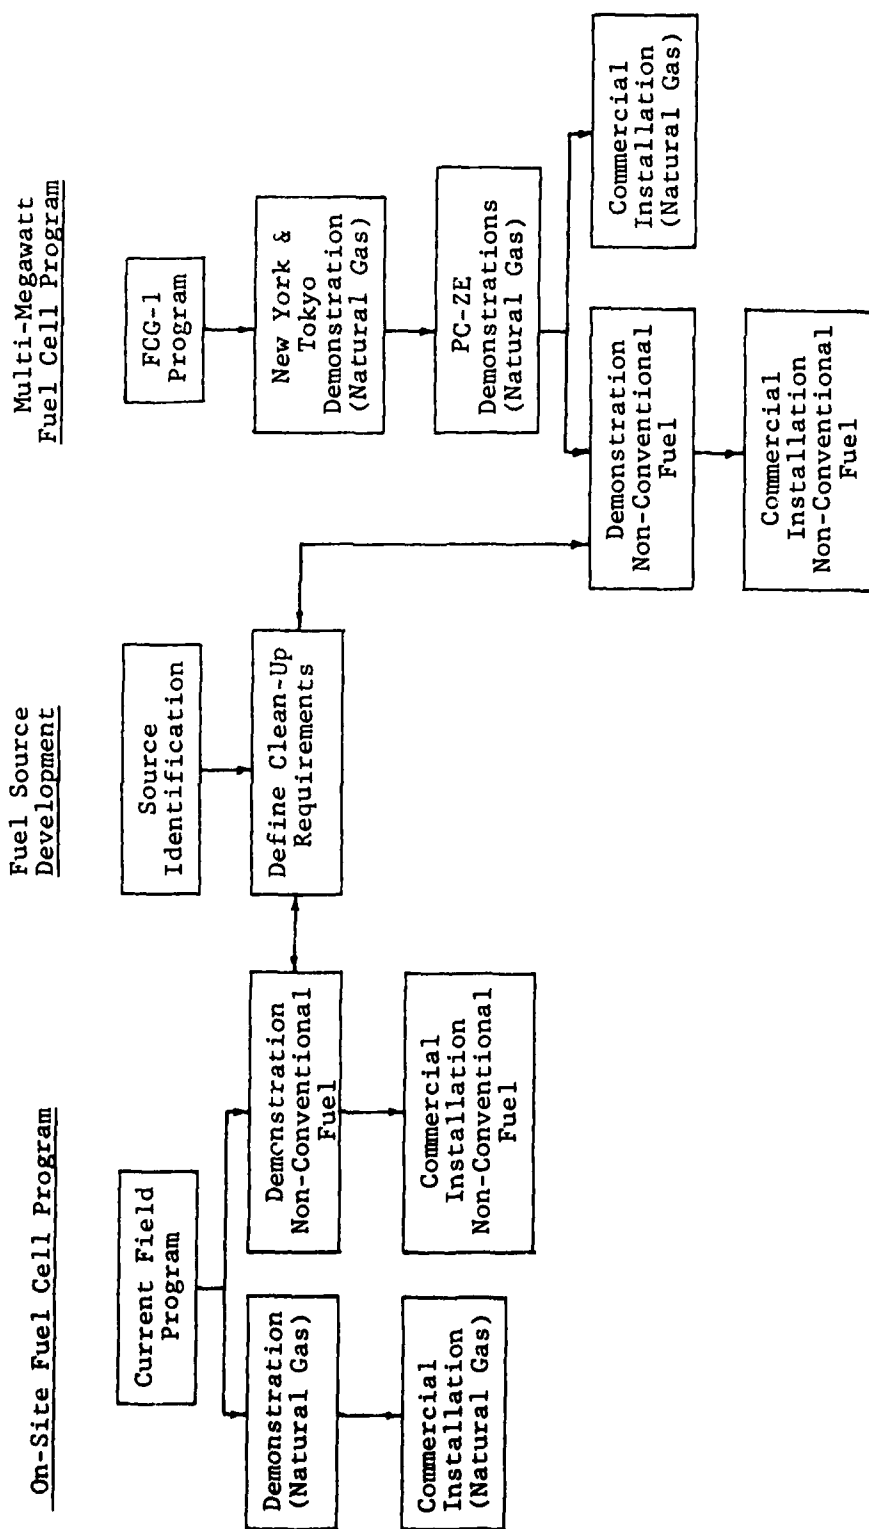 On-Site Fuel Cell Program
Current Field
Program
Demonstration
(Natural Gas)
Commercial
Installation
(Natural Gas)
Demonstration
Non-Conventional
Fuel
Commercial
Installation
Non-Conventional
Fuel
Fuel Source
Development
Source
Identification
Define Clean-Up
Requirements
Multi-Megawatt
Fuel Cell Program
FCG-1
Program
New York &
Tokyo
Demonstration
(Natural Gas)
PC-ZE
Demonstrations
(Natural Gas)
Demonstration
Non-Conventional
Fuel
Commercial
Installation
Non-Conventional
Fuel
Commercial
Installation
(Natural Gas)